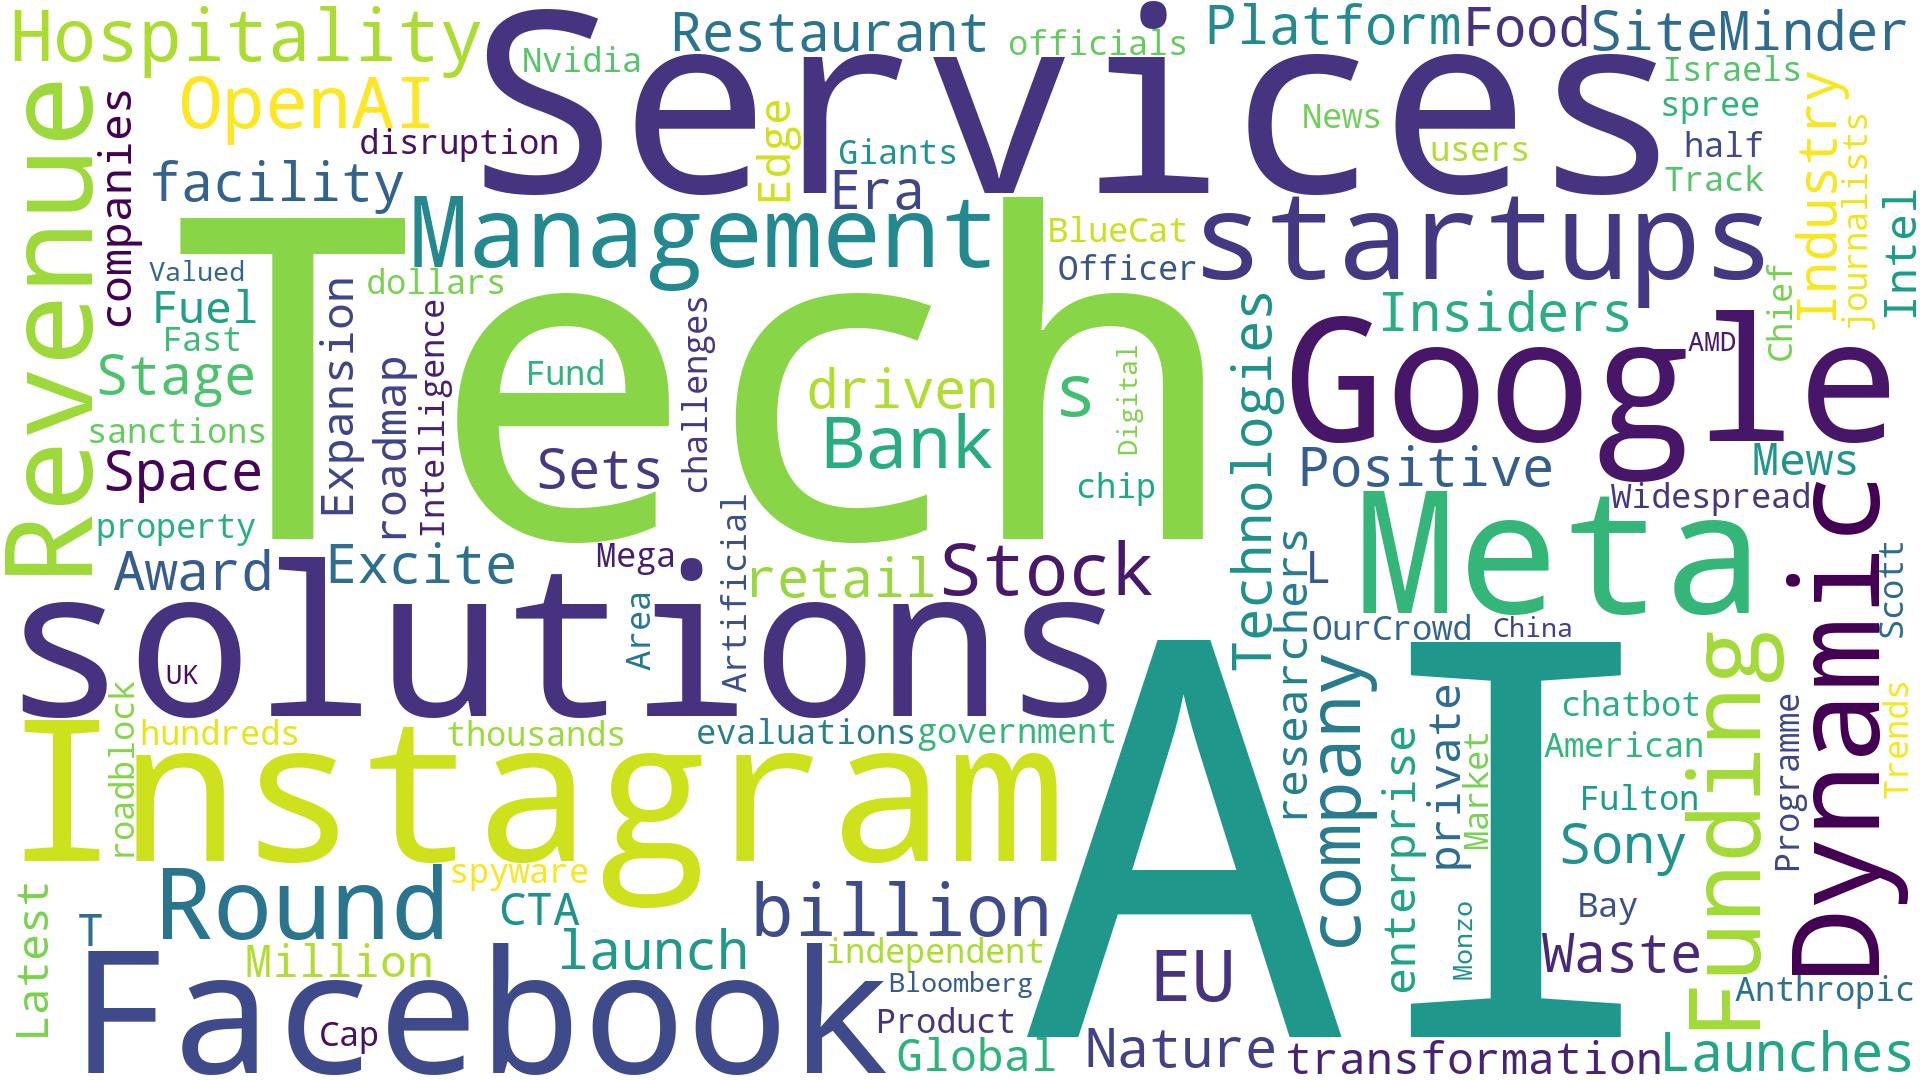 Hospitality
Services
Nvidia
Restaurant
officials
Platform
Food
SiteMinder
OpenAI
Revenue
companies
disruption
Edge
Giants
Era
News
users
Israels
spree
half
Track
Industry
journalists
Intel
facility
Tech
Management
BlueCat
Officer
startups
Chief
Valued
Fuel
Fast
Stage
dollars
Expansion
roadmap
Intelligence
challenges
Fund
driven
s
Digital
Bank
chip
Technologies
Insiders
Google
AMD
sanctions
Space
property
Sets
Positive
Mews
Widespread
Meta
Dynamic
Award
Excite
Mega
Artificial
retail
Stock
researchers
L
Scott
solutions
UK
Area
OurCrowd
China
AI
company
private
enterprise
Market
Monzo
chatbot
American
Fulton
Sony
Bay
Waste
Funding
Programme
Trends
Anthropic
roadblock
hundreds
thousands
evaluations
government
Instagram
spyware
Round
CTA
billion
Latest
T
Million
launch
independent
Facebook
Cap
Bloomberg
Product
Global
EU
Nature
transformation
Launches